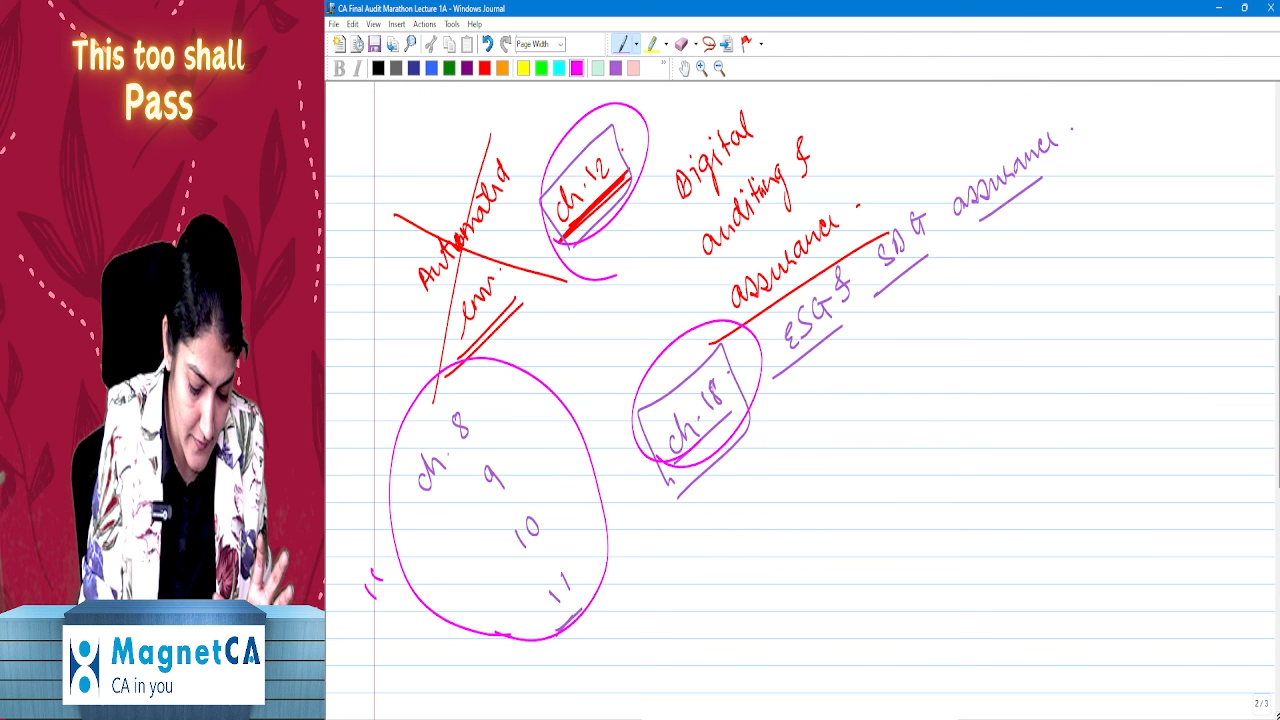 This too shall
Pass
MagnetCA
CA in you
CA Final Audit Marathon Lecture 1A - Windows Journal
File Edit View Insert Actions Tools Help
Page Width
B I
Automated
env.
ch. 12.
Digital
auditing &
assurance.
ch. 18.
ESG & SDG assurance.
ch. 8
9
10
11
2/3